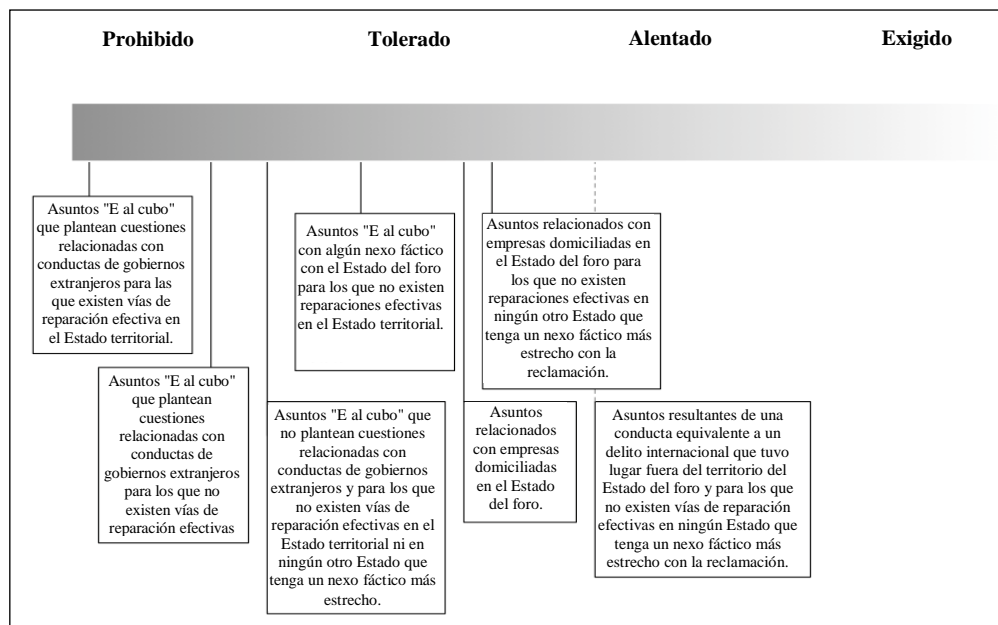 Prohibido
Tolerado
Alentado
Exigido
Asuntos "E al cubo"
que plantean cuestiones
relacionadas con
conductas de gobiernos
extranjeros para las
que existen vías de
reparación efectiva en
el Estado territorial.
Asuntos "E al cubo"
que plantean
cuestiones
relacionadas con
conductas de
gobiernos extranjeros
para los que no
existen vías de
reparación efectivas
Asuntos "E al cubo" que
no plantean cuestiones
relacionadas con
conductas de gobiernos
extranjeros y para los que
no existen vías de
reparación efectivas en el
Estado territorial ni en
ningún otro Estado que
tenga un nexo fáctico más
estrecho.
Asuntos "E al cubo"
con algún nexo fáctico
con el Estado del foro
para los que no existen
reparaciones efectivas
en el Estado territorial.
Asuntos
relacionados
con empresas
domiciliadas
en el Estado
del foro.
Asuntos relacionados con
empresas domiciliadas en
el Estado del foro para
los que no existen
reparaciones efectivas en
ningún otro Estado que
tenga un nexo fáctico más
estrecho con la
reclamación.
Asuntos resultantes de una
conducta equivalente a un
delito internacional que tuvo
lugar fuera del territorio del
Estado del foro y para los que
no existen vías de reparación
efectivas en ningún Estado que
tenga un nexo fáctico más
estrecho con la reclamación.